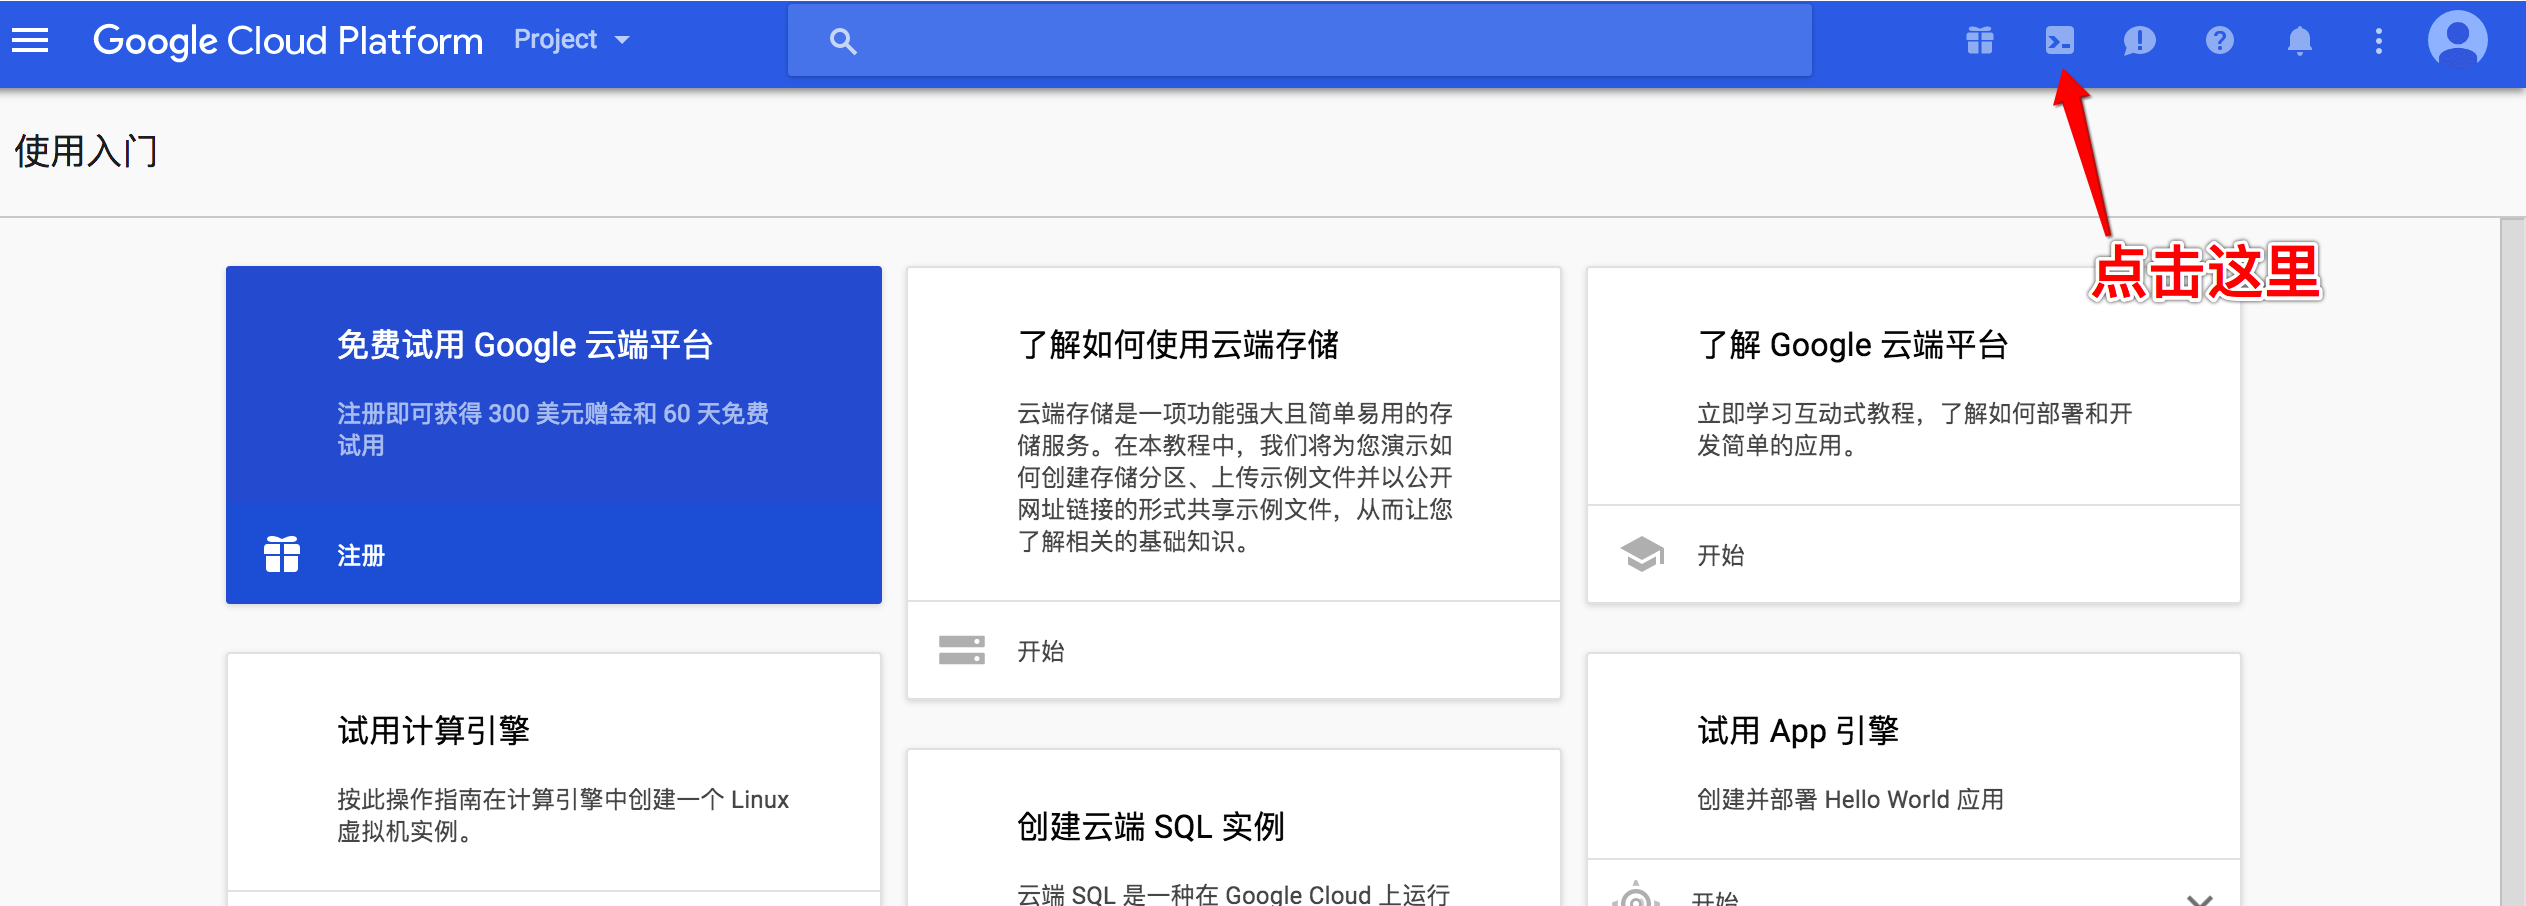 Google Cloud Platform
Project
使用入门
点击这里
免费试用 Google 云端平台
注册即可获得 300 美元赠金和 60 天免费
试用
注册
了解如何使用云端存储
云端存储是一项功能强大且简单易用的存
储服务。在本教程中，我们将为您演示如
何创建存储分区、上传示例文件并以公开
网址链接的形式共享示例文件，从而让您
了解相关的基础知识。
开始
了解 Google 云端平台
立即学习互动式教程，了解如何部署和开
发简单的应用。
开始
试用计算引擎
按此操作指南在计算引擎中创建一个 Linux
虚拟机实例。
创建云端 SQL 实例
云端 SQL 是一种在 Google Cloud 上运行
试用 App 引擎
创建并部署 Hello World 应用
开始